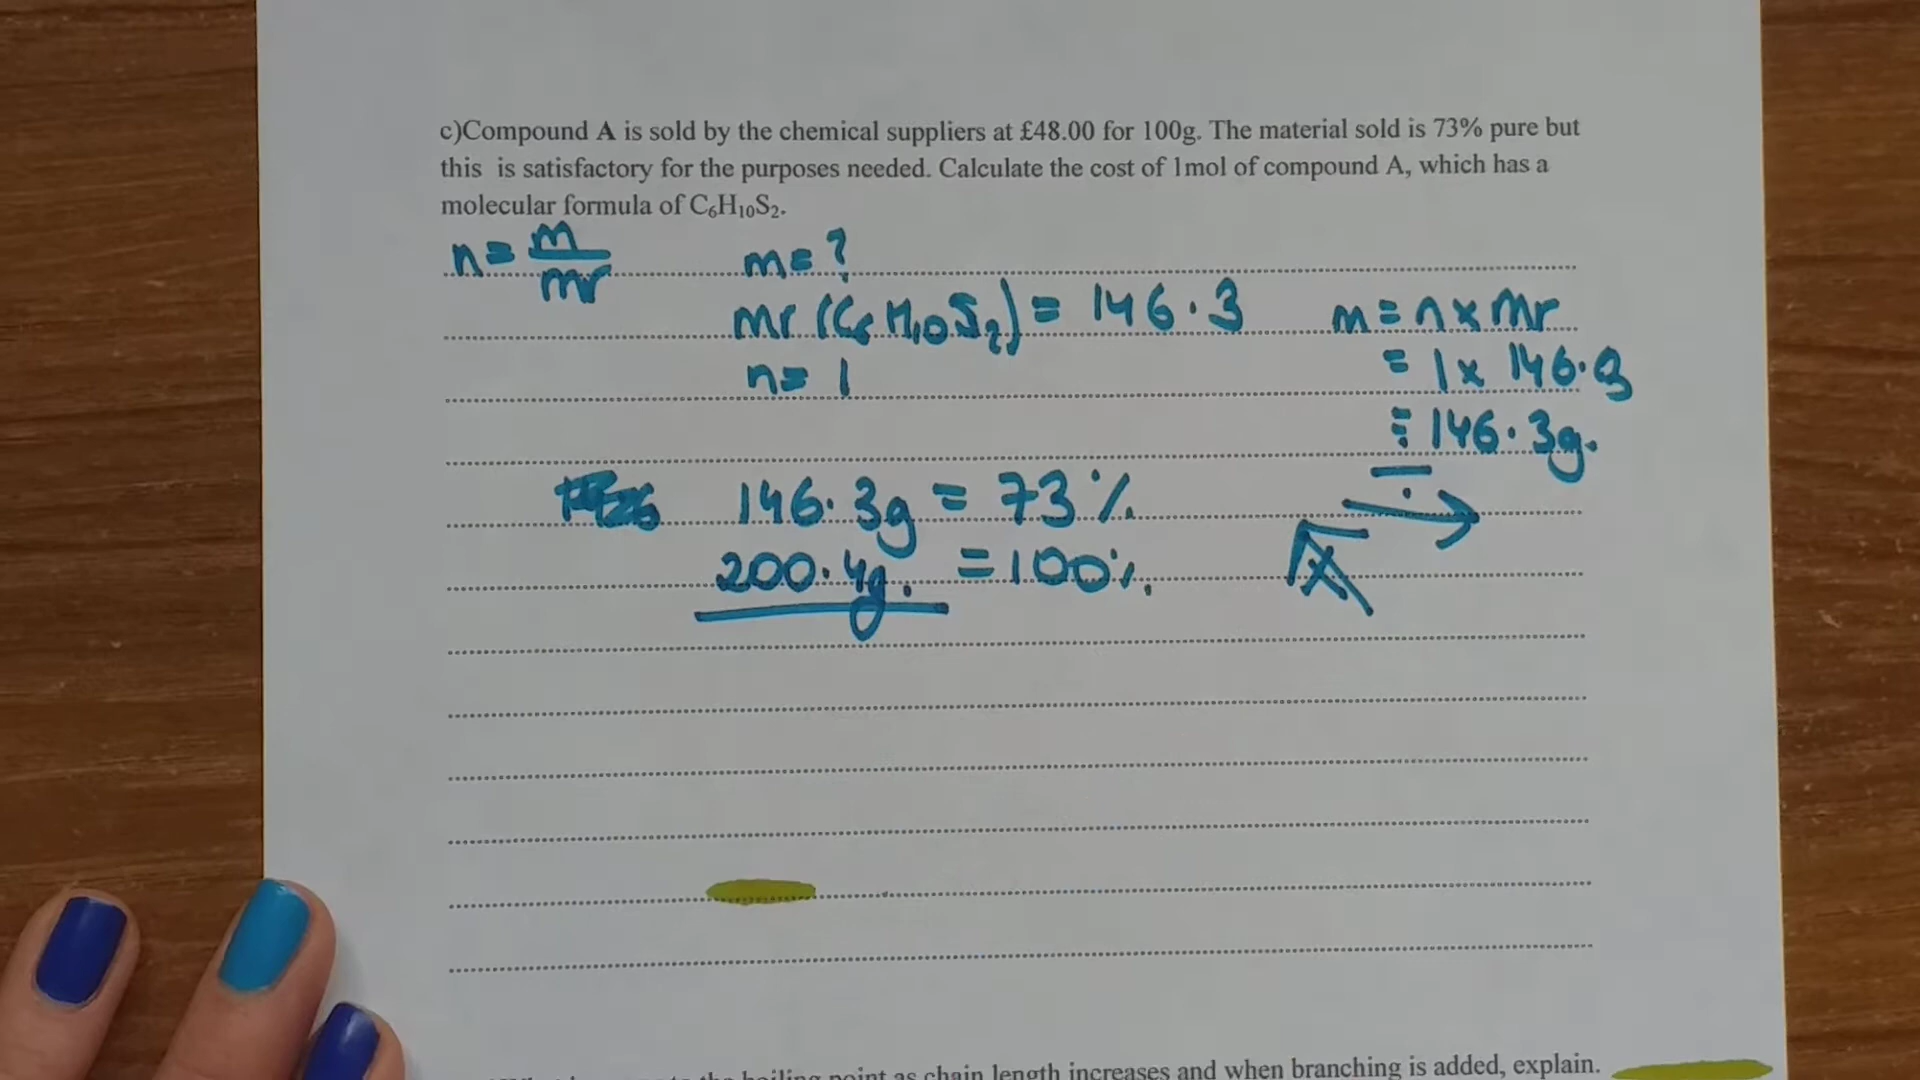 c)Compound A is sold by the chemical suppliers at £48.00 for 100g. The material sold is 73% pure but
this is satisfactory for the purposes needed. Calculate the cost of 1mol of compound A, which has a
molecular formula of C₆H₁₀S₂.
n = m/mr
m = ?
mr (C₆H₁₀S₂) = 146.3
n = 1
m = n x mr
= 1 x 146.3
= 146.3g.
146.3g = 73%
200.4g. = 100%.
÷
x
boiling point as chain length increases and when branching is added, explain.